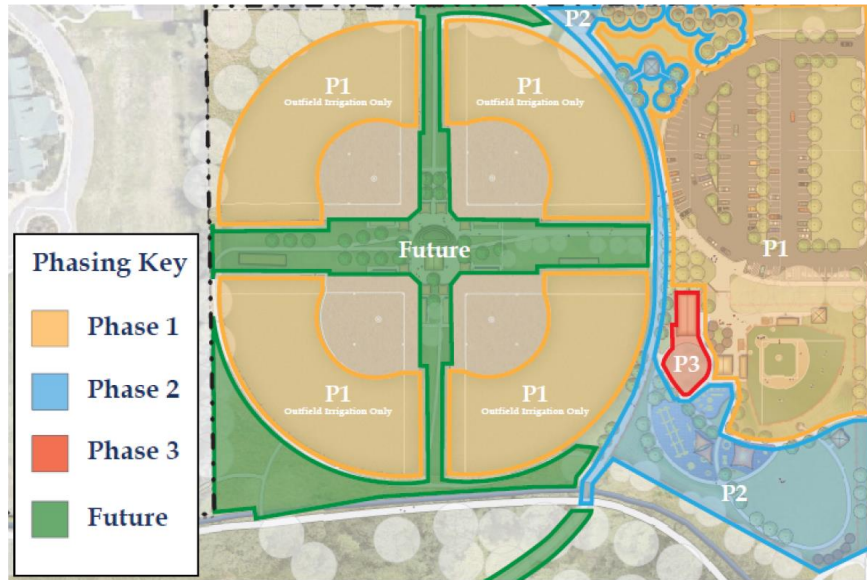 P2
P1
Outfield Irrigation Only
P1
Outfield Irrigation Only
P1
Future
P3
P1
Outfield Irrigation Only
P1
Outfield Irrigation Only
P2
Phasing Key
Phase 1
Phase 2
Phase 3
Future